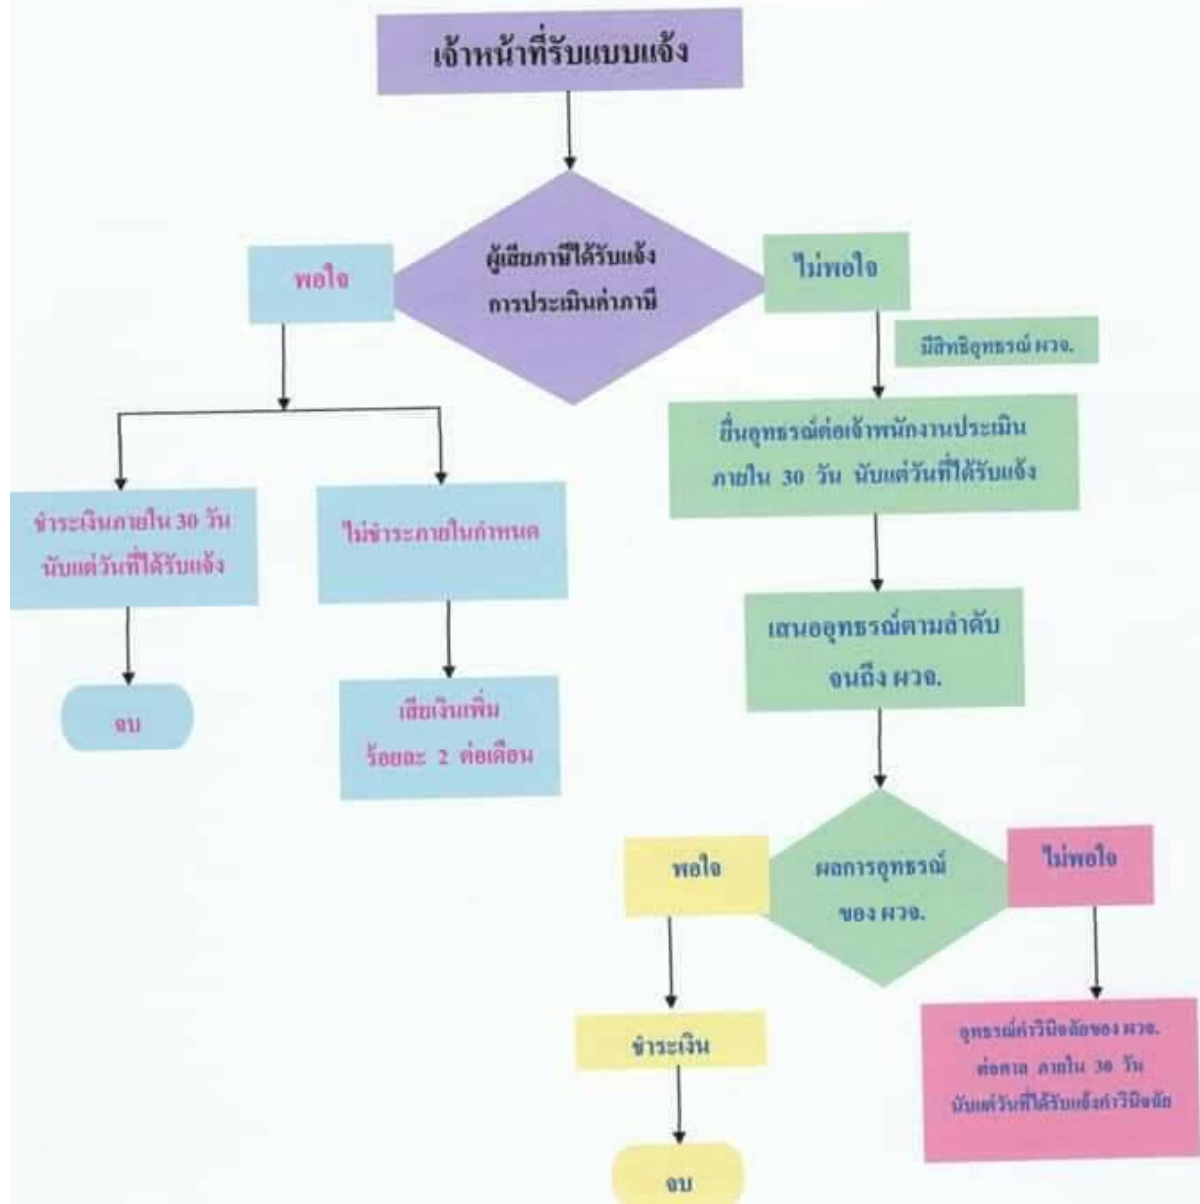 เจ้าหน้าที่รับแบบแจ้ง
ผู้เสียภาษีได้รับแจ้ง
การประเมินค่าภาษี
พอใจ
ไม่พอใจ
มีสิทธิอุทธรณ์ ผวจ.
ยื่นอุทธรณ์ต่อเจ้าพนักงานประเมิน
ภายใน 30 วัน นับแต่วันที่ได้รับแจ้ง
ชำระเงินภายใน 30 วัน
นับแต่วันที่ได้รับแจ้ง
ไม่ชำระภายในกำหนด
เสนออุทธรณ์ตามลำดับ
จนถึง ผวจ.
จบ
เสียเงินเพิ่ม
ร้อยละ 2 ต่อเดือน
พอใจ
ผลการอุทธรณ์
ของ ผวจ.
ไม่พอใจ
ชำระเงิน
อุทธรณ์คำวินิจฉัยของ ผวจ.
ต่อศาล ภายใน 30 วัน
นับแต่วันที่ได้รับแจ้งคำวินิจฉัย
จบ